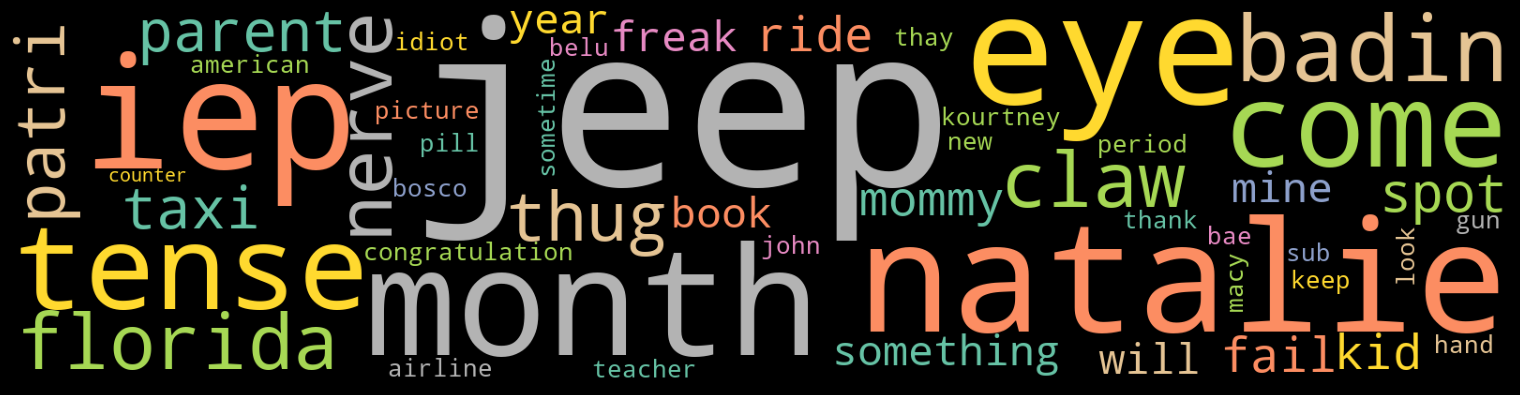 patri
parent
american
iep
counter
taxi
tense
florida
nerve
idiot
picture
pill
bosco
jeep
year
belu
freak
ride
thay
sometime
thug
book
congratulation
month
john
airline
teacher
eye
badin
kourtney
new
period
come
mommy
claw
mine
spot
thank
natalie
bae
sub
keep
macy
look
gun
something
will
fail
kid
hand